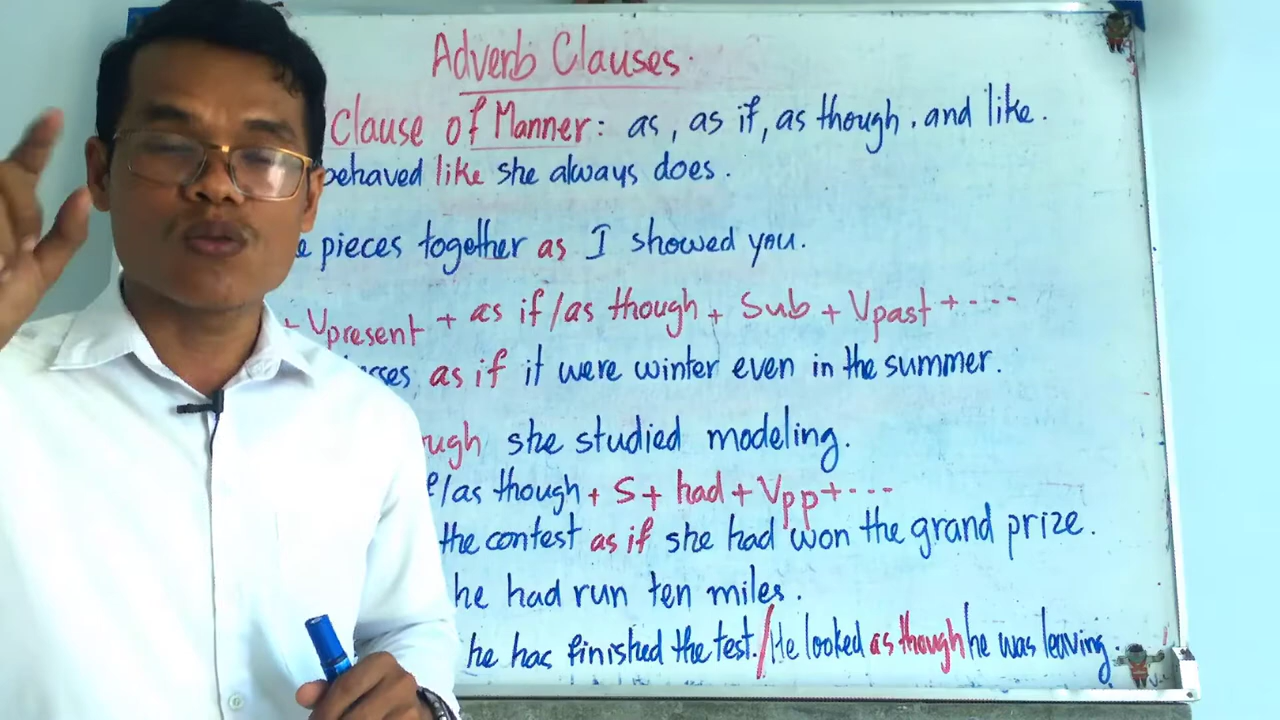 Adverb Clauses.
Clause of Manner: as, as if, as though, and like.
behaved like she always does.
pieces together as I showed you.
+ Vpresent + as if/as though + Sub + Vpast + ----
as if it were winter even in the summer.
she studied modeling.
/as though + S + had + Vpp + ---
the contest as if she had won the grand prize.
he had run ten miles.
he has finished the test./He looked as though he was leaving.